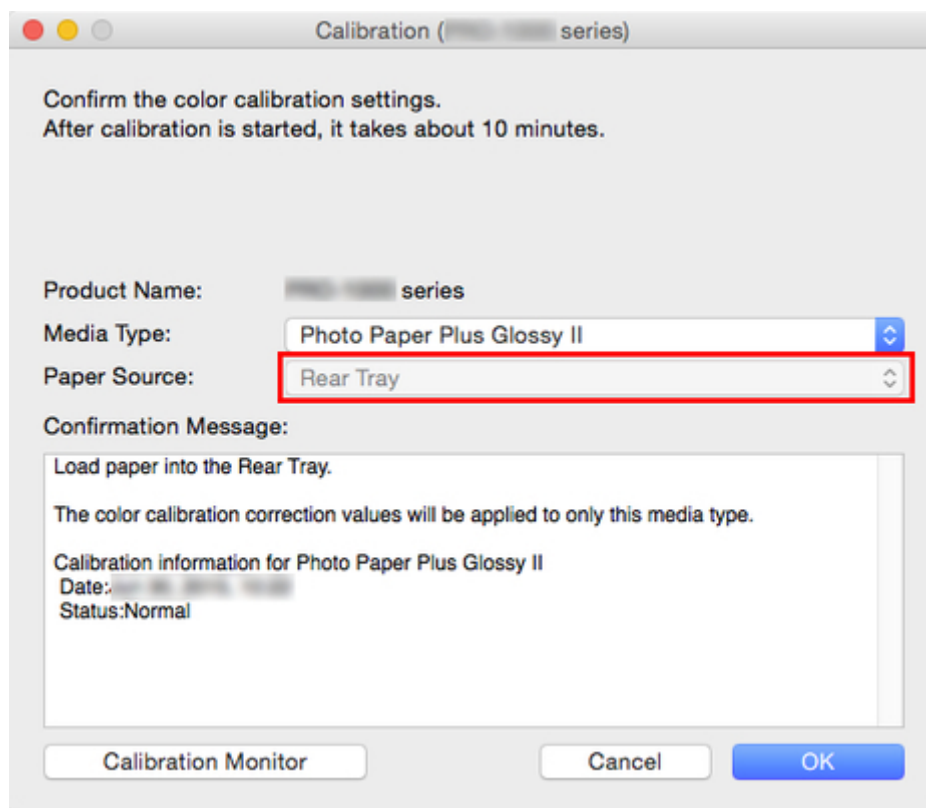 Calibration ( series)
Confirm the color calibration settings.
After calibration is started, it takes about 10 minutes.
Product Name: series
Media Type: Photo Paper Plus Glossy II
Paper Source: Rear Tray
Confirmation Message:
Load paper into the Rear Tray.
The color calibration correction values will be applied to only this media type.
Calibration information for Photo Paper Plus Glossy II
Date:
Status:Normal
Calibration Monitor Cancel OK